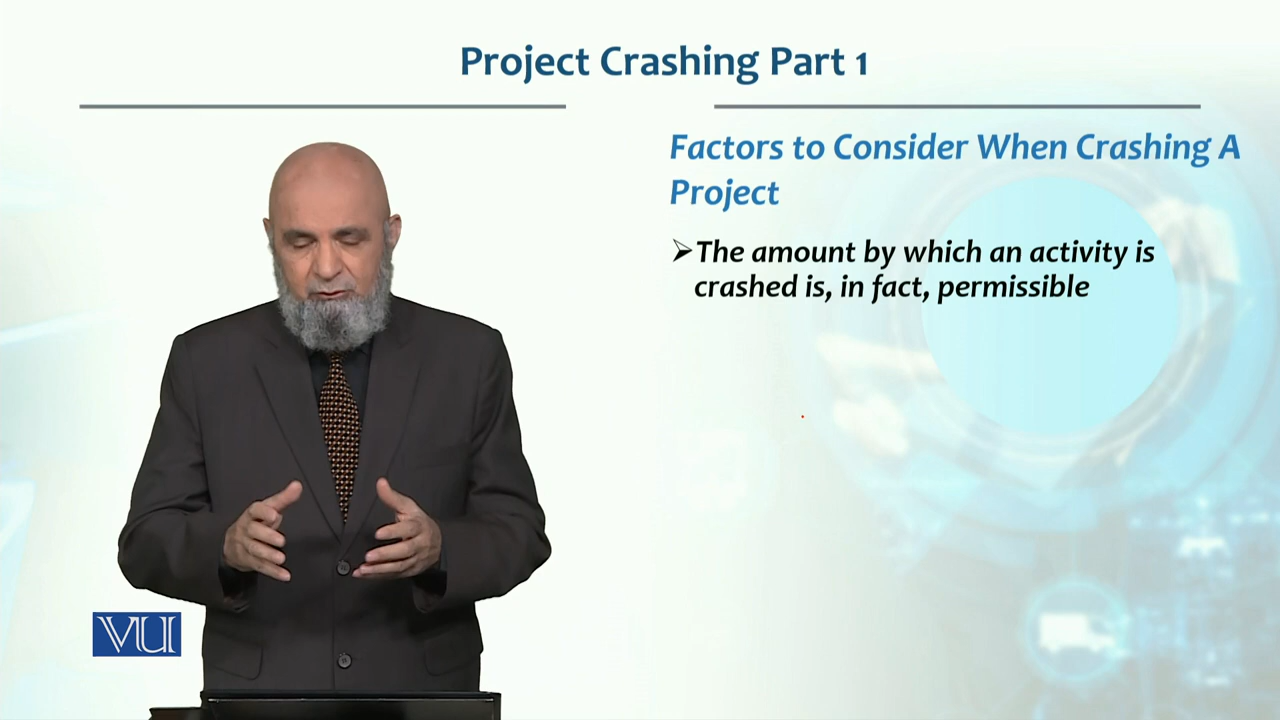 Project Crashing Part 1
Factors to Consider When Crashing A
Project
➢The amount by which an activity is
crashed is, in fact, permissible
VU